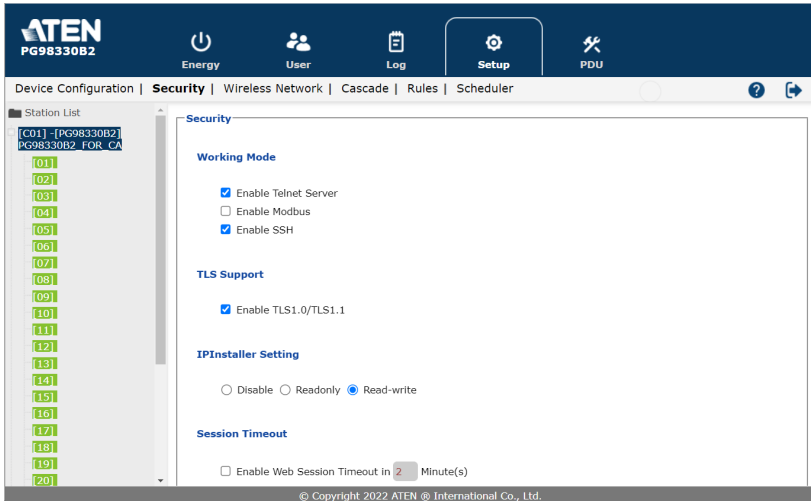 ATEN
PG98330B2
Energy
User
Log
Setup
PDU
Device Configuration | Security | Wireless Network | Cascade | Rules | Scheduler
?
Station List
[C01] -[PG98330B2]
PG98330B2_FOR_CA
[01]
[02]
[03]
[04]
[05]
[06]
[07]
[08]
[09]
[10]
[11]
[12]
[13]
[14]
[15]
[16]
[17]
[18]
[19]
[20]
Security
Working Mode
Enable Telnet Server
Enable Modbus
Enable SSH
TLS Support
Enable TLS1.0/TLS1.1
IPInstaller Setting
Disable Readonly Read-write
Session Timeout
Enable Web Session Timeout in 2 Minute(s)
© Copyright 2022 ATEN ® International Co., Ltd.